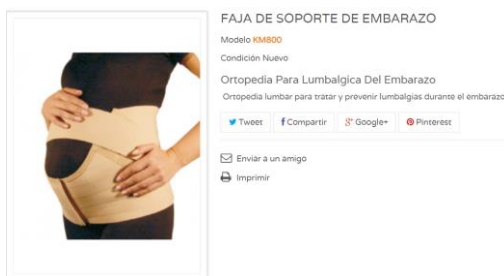 FAJA DE SOPORTE DE EMBARAZO
Modelo KM800
Condición Nuevo
Ortopedia Para Lumbalgica Del Embarazo
Ortopedia lumbar para tratar y prevenir lumbalgias durante el embarazo
Tweet Compartir Google+ Pinterest
Enviar a un amigo
Imprimir